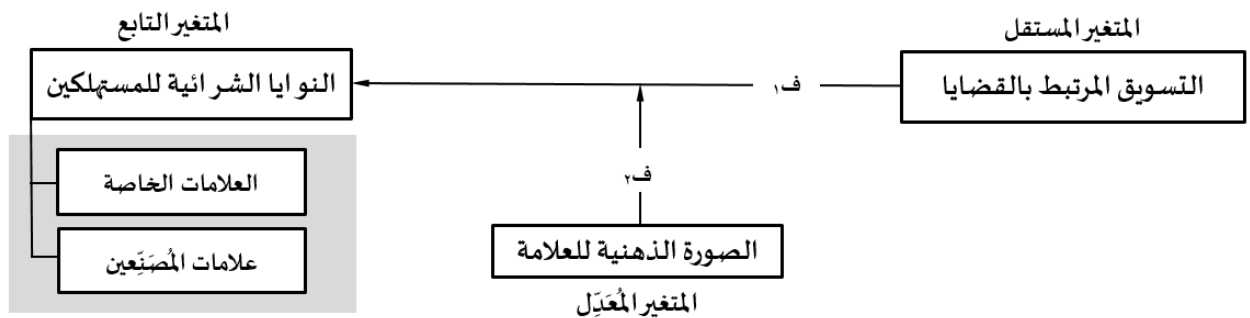 المتغير المستقل
التسويق المرتبط بالقضايا
ف١
المتغير التابع
النوايا الشرائية للمستهلكين
العلامات الخاصة
علامات المُصَنِّعين
ف٢
الصورة الذهنية للعلامة
المتغير المُعَدِّل